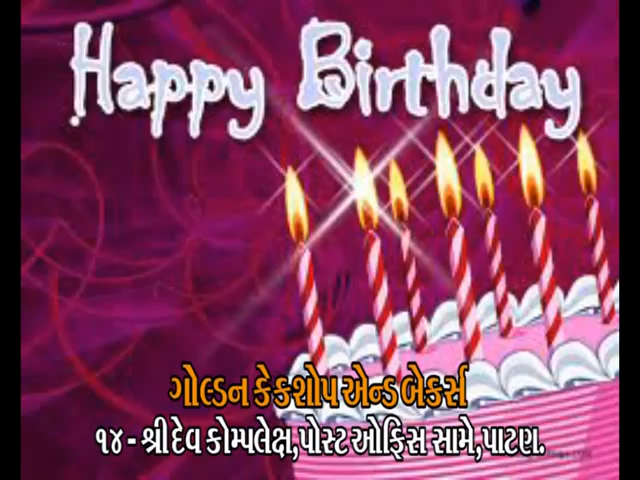 Happy Birthday
ગોલ્ડન કેકશોપ એન્ડ બેકર્સ
૧૪ - શ્રીદેવ કોમ્પલેક્ષ,પોસ્ટ ઓફિસ સામે,પાટણ.